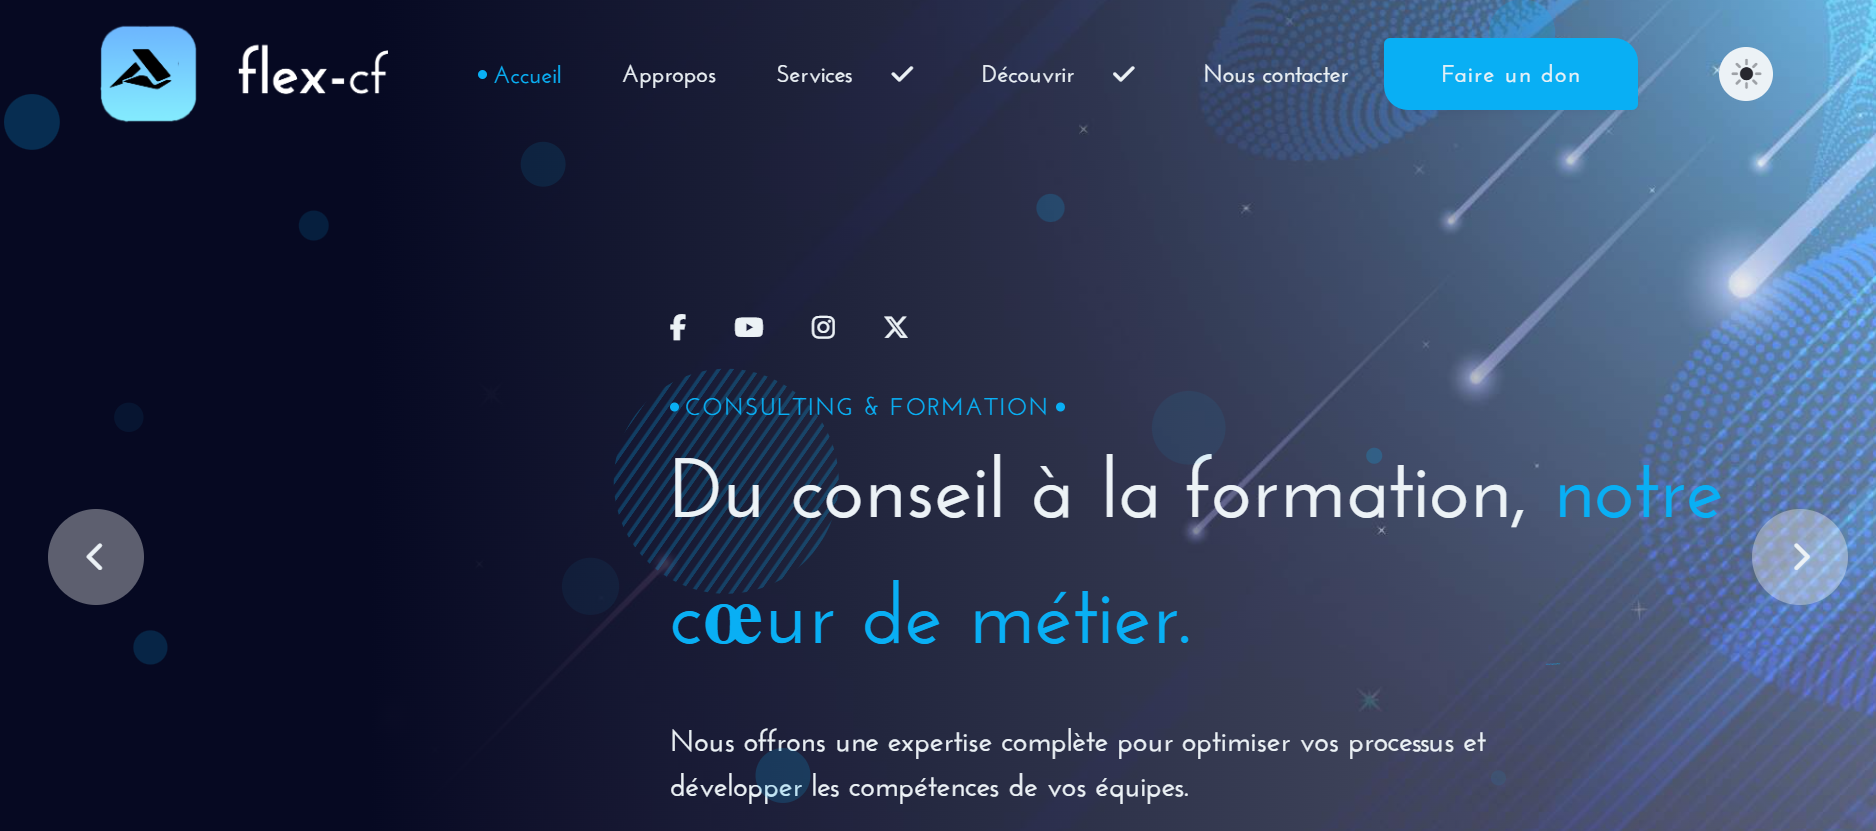 flex-cf
Accueil Appropos Services Découvrir Nous contacter Faire un don
CONSULTING & FORMATION
Du conseil à la formation, notre
cœur de métier.
Nous offrons une expertise complète pour optimiser vos processus et
développer les compétences de vos équipes.